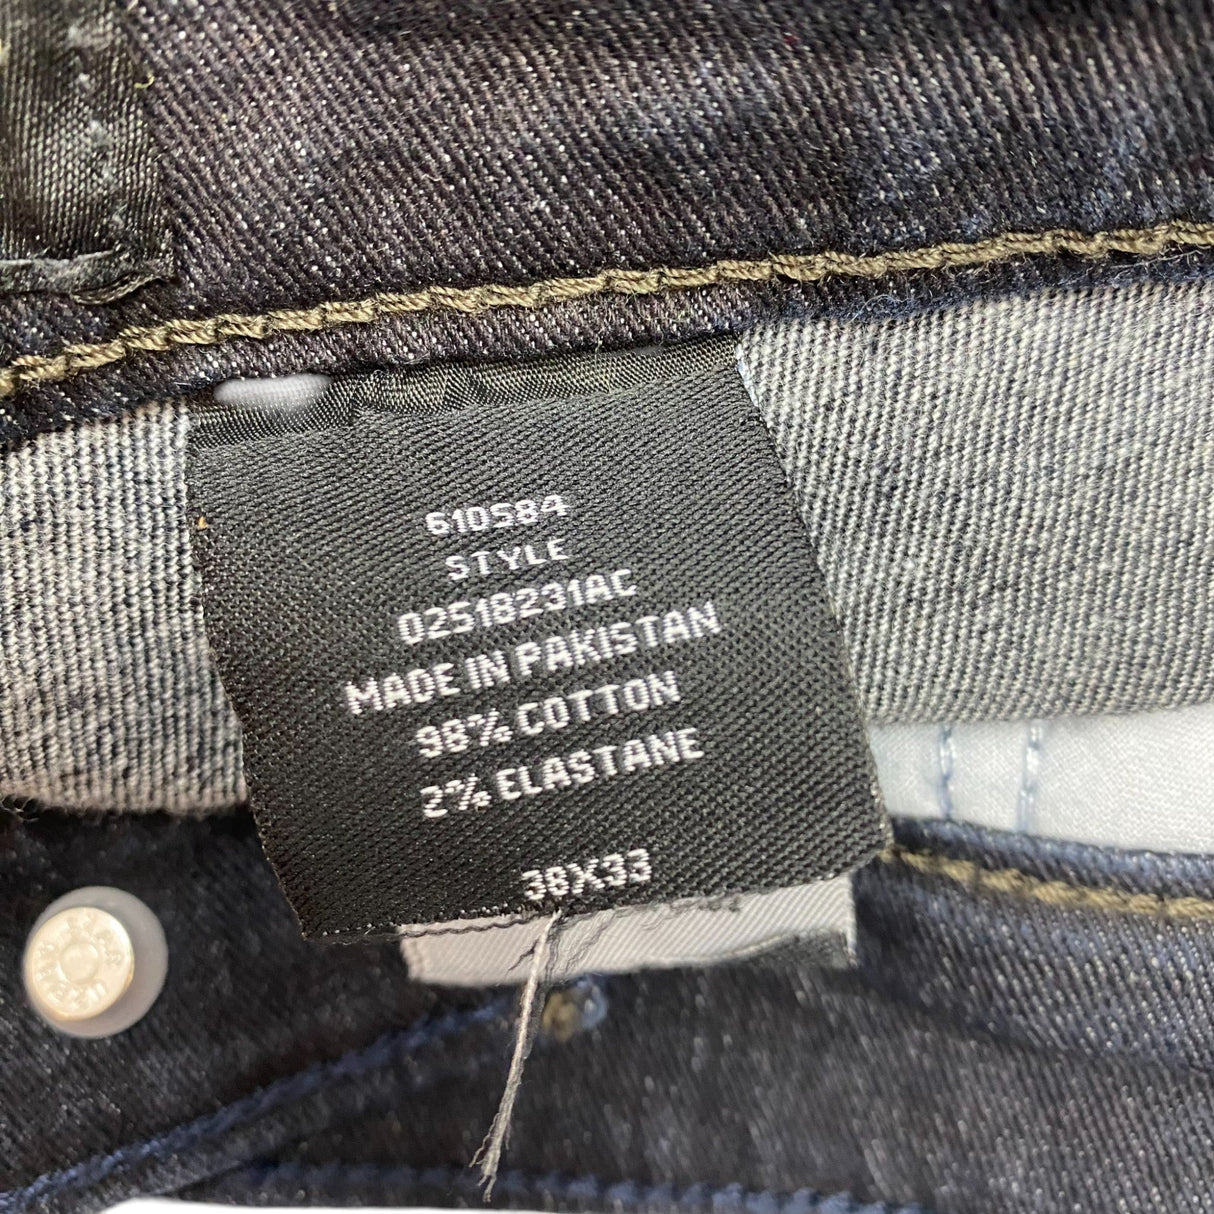 610584
STYLE
02518231AC
MADE IN PAKISTAN
98% COTTON
2% ELASTANE
38X33